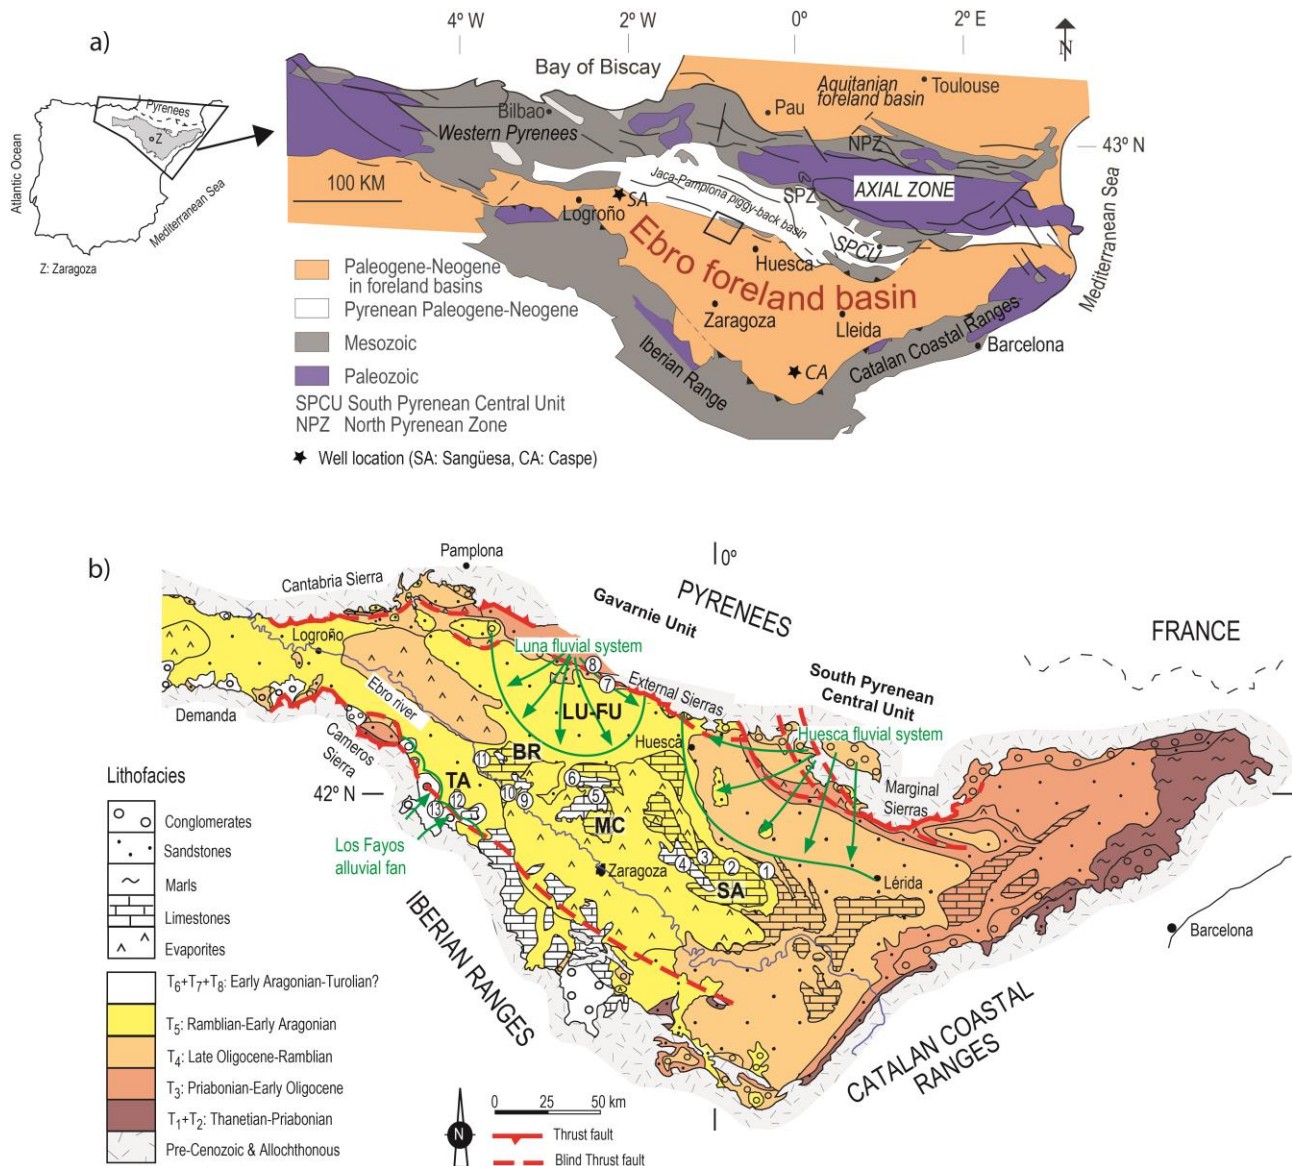 a)
4º W
2º W
0º
2º E
N
Bay of Biscay
Aquitanian
foreland basin
Toulouse
Pau
Bilbao
Western Pyrenees
NPZ
43º N
Pyrenees
Z
Atlantic Ocean
Mediterranean Sea
Z: Zaragoza
100 KM
Jaca-Pamplona piggy-back basin
SPZ
AXIAL ZONE
SA
Logroño
SPCU
Huesca
Ebro foreland basin
Mediterranean Sea
Zaragoza
Lleida
Catalan Coastal Ranges
Barcelona
Iberian Range
CA
Paleogene-Neogene
in foreland basins
Pyrenean Paleogene-Neogene
Mesozoic
Paleozoic
SPCU South Pyrenean Central Unit
NPZ North Pyrenean Zone
Well location (SA: Sangüesa, CA: Caspe)
b)
Pamplona
0º
Cantabria Sierra
PYRENEES
Gavarnie Unit
FRANCE
Logroño
Luna fluvial system
8
7
External Sierras
South Pyrenean
Central Unit
Ebro river
Demanda
LU-FU
Huesca
Huesca fluvial system
Cameros
Sierra
BR
11
TA
6
Marginal
Sierras
42º N
12
13
10
9
5
MC
Los Fayos
alluvial fan
4
3
2
1
Zaragoza
SA
Lérida
Barcelona
IBERIAN RANGES
CATALAN COASTAL
RANGES
Lithofacies
Conglomerates
Sandstones
Marls
Limestones
Evaporites
T6+T7+T8: Early Aragonian-Turolian?
T5: Ramblian-Early Aragonian
T4: Late Oligocene-Ramblian
T3: Priabonian-Early Oligocene
T1+T2: Thanetian-Priabonian
Pre-Cenozoic & Allochthonous
N
0 25 50 km
Thrust fault
Blind Thrust fault